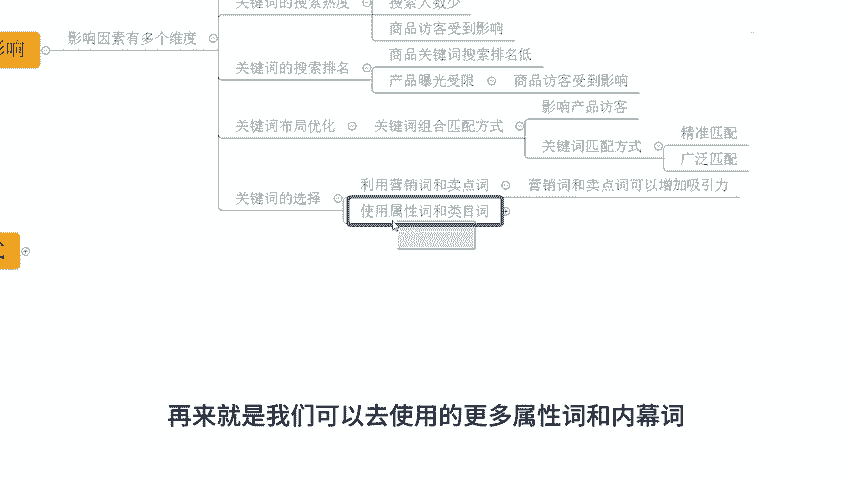 关键词的搜索热度
搜索人数少
商品访客受到影响
影响
影响因素有多个维度
商品关键词搜索排名低
关键词的搜索排名
产品曝光受限
商品访客受到影响
影响产品访客
关键词布局优化
关键词组合匹配方式
精准匹配
关键词匹配方式
广泛匹配
利用营销词和卖点词
营销词和卖点词可以增加吸引力
关键词的选择
使用属性词和类目词
式
再来就是我们可以去使用的更多属性词和内幕词